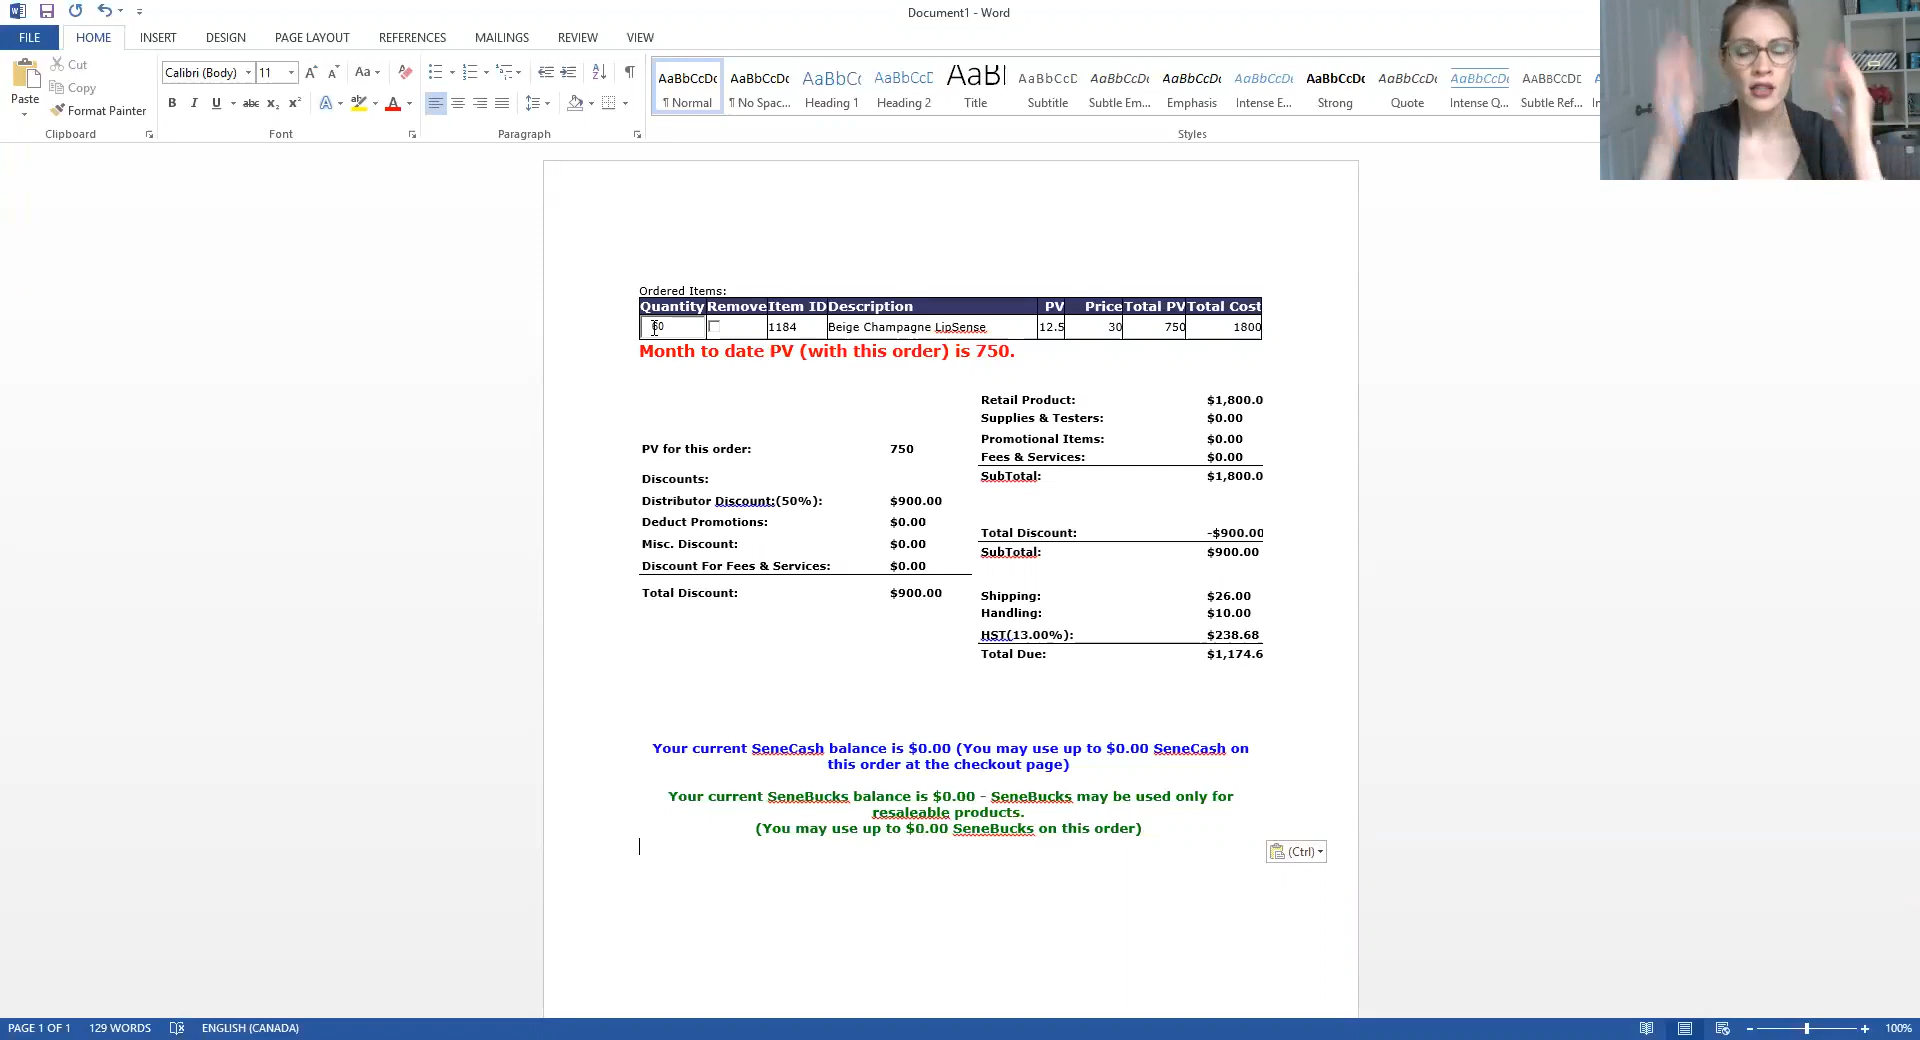 Document1 - Word
FILE HOME INSERT DESIGN PAGE LAYOUT REFERENCES MAILINGS REVIEW VIEW
Paste
Cut
Copy
Format Painter
Clipboard
Calibri (Body) 11
Font
Paragraph
AaBbCcDc AaBbCcDc AaBbCc AaBbCcD AaB AaBbCcD AaBbCcDc AaBbCcDc AaBbCcDc AaBbCcDc AaBbCcDc AaBbCcDc AABBCCDC
¶ Normal ¶ No Spac... Heading 1 Heading 2 Title Subtitle Subtle Em... Emphasis Intense E... Strong Quote Intense Q... Subtle Ref...
Styles
Ordered Items:
Quantity Remove Item ID Description PV Price Total PV Total Cost
60 1184 Beige Champagne LipSense 12.5 30 750 1800
Month to date PV (with this order) is 750.
Retail Product: $1,800.0
Supplies & Testers: $0.00
Promotional Items: $0.00
Fees & Services: $0.00
SubTotal: $1,800.0
PV for this order: 750
Discounts:
Distributor Discount:(50%): $900.00
Deduct Promotions: $0.00
Misc. Discount: $0.00
Discount For Fees & Services: $0.00
Total Discount: $900.00
Total Discount: -$900.00
SubTotal: $900.00
Shipping: $26.00
Handling: $10.00
HST(13.00%): $238.68
Total Due: $1,174.6
Your current SeneCash balance is $0.00 (You may use up to $0.00 SeneCash on
this order at the checkout page)
Your current SeneBucks balance is $0.00 - SeneBucks may be used only for
resaleable products.
(You may use up to $0.00 SeneBucks on this order)
(Ctrl)
PAGE 1 OF 1 129 WORDS ENGLISH (CANADA) 100%